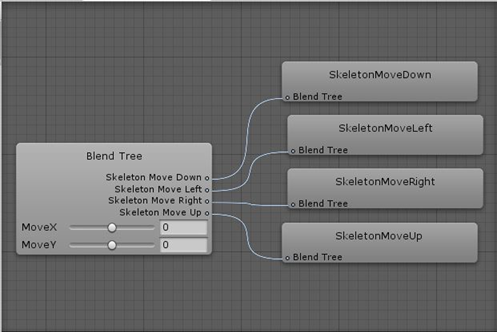 Blend Tree
Skeleton Move Down
Skeleton Move Left
Skeleton Move Right
Skeleton Move Up
MoveX 0
MoveY 0
SkeletonMoveDown
Blend Tree
SkeletonMoveLeft
Blend Tree
SkeletonMoveRight
Blend Tree
SkeletonMoveUp
Blend Tree